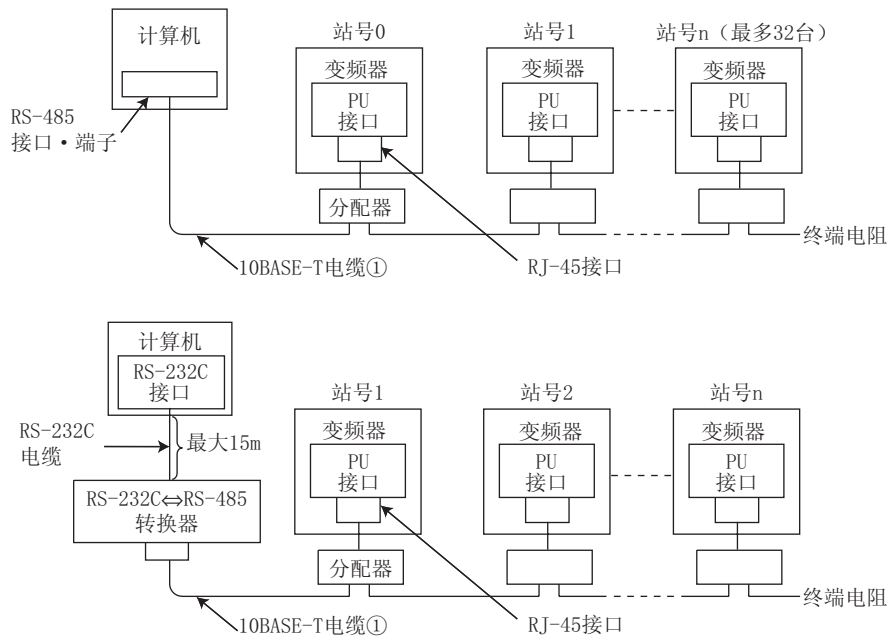 计算机
RS-485
接口·端子
站号0
变频器
PU
接口
分配器
站号1
变频器
PU
接口
站号n（最多32台）
变频器
PU
接口
终端电阻
10BASE-T电缆①
RJ-45接口
计算机
RS-232C
接口
RS-232C
电缆
最大15m
RS-232C⇔RS-485
转换器
站号1
变频器
PU
接口
分配器
站号2
变频器
PU
接口
站号n
变频器
PU
接口
终端电阻
10BASE-T电缆①
RJ-45接口